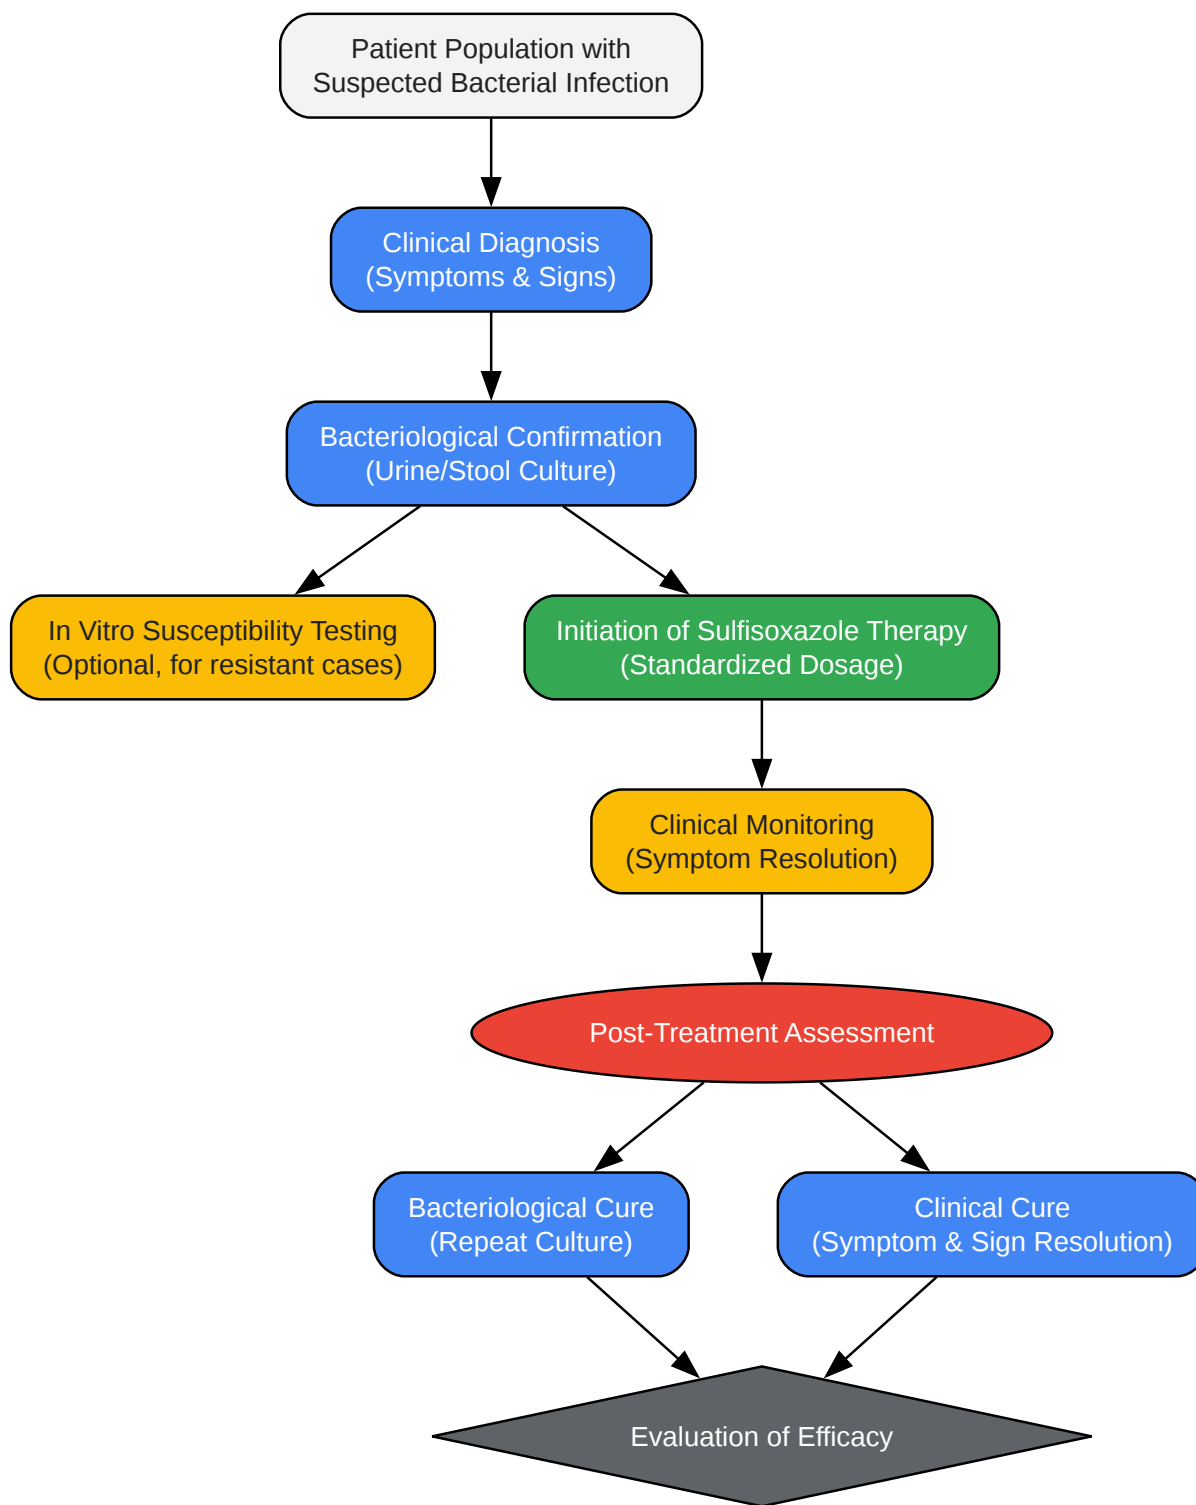 Patient Population with
Suspected Bacterial Infection
Clinical Diagnosis
(Symptoms & Signs)
Bacteriological Confirmation
(Urine/Stool Culture)
In Vitro Susceptibility Testing
(Optional, for resistant cases)
Initiation of Sulfisoxazole Therapy
(Standardized Dosage)
Clinical Monitoring
(Symptom Resolution)
Post-Treatment Assessment
Bacteriological Cure
(Repeat Culture)
Clinical Cure
(Symptom & Sign Resolution)
Evaluation of Efficacy